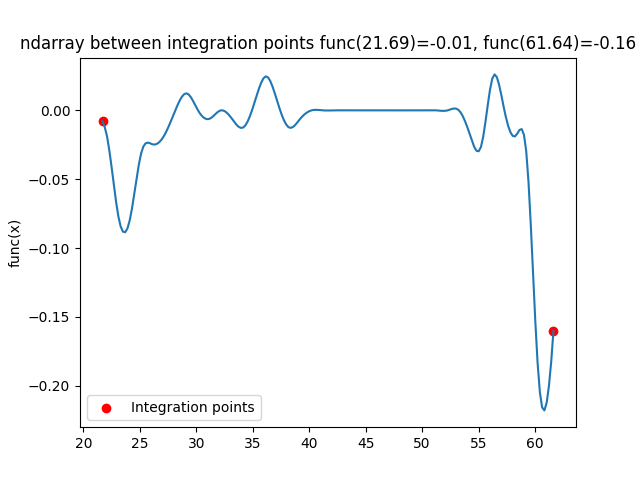 ndarray between integration points func(21.69)=-0.01, func(61.64)=-0.16
0.00
−0.05
−0.10
−0.15
−0.20
func(x)
Integration points
20 25 30 35 40 45 50 55 60